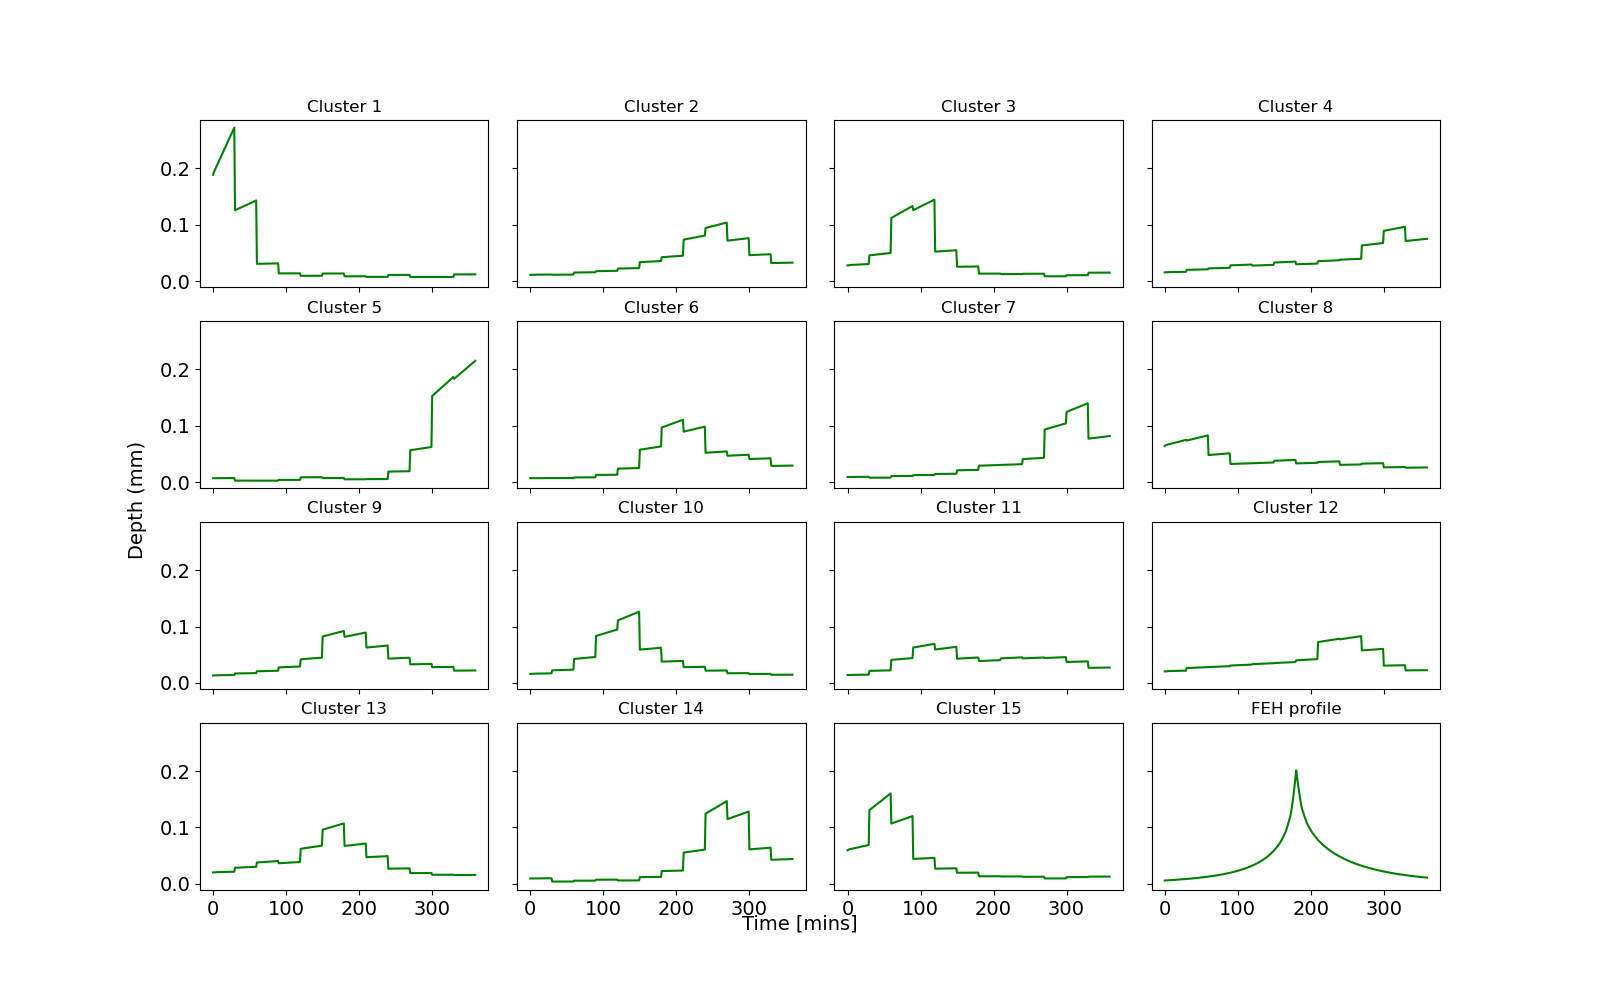 Cluster 1
Cluster 2
Cluster 3
Cluster 4
0.2
0.1
0.0
Cluster 5
Cluster 6
Cluster 7
Cluster 8
0.2
0.1
0.0
Depth (mm)
Cluster 9
Cluster 10
Cluster 11
Cluster 12
0.2
0.1
0.0
Cluster 13
Cluster 14
Cluster 15
FEH profile
0.2
0.1
0.0
0 100 200 300
0 100 200 300
0 100 200 300
0 100 200 300
Time [mins]